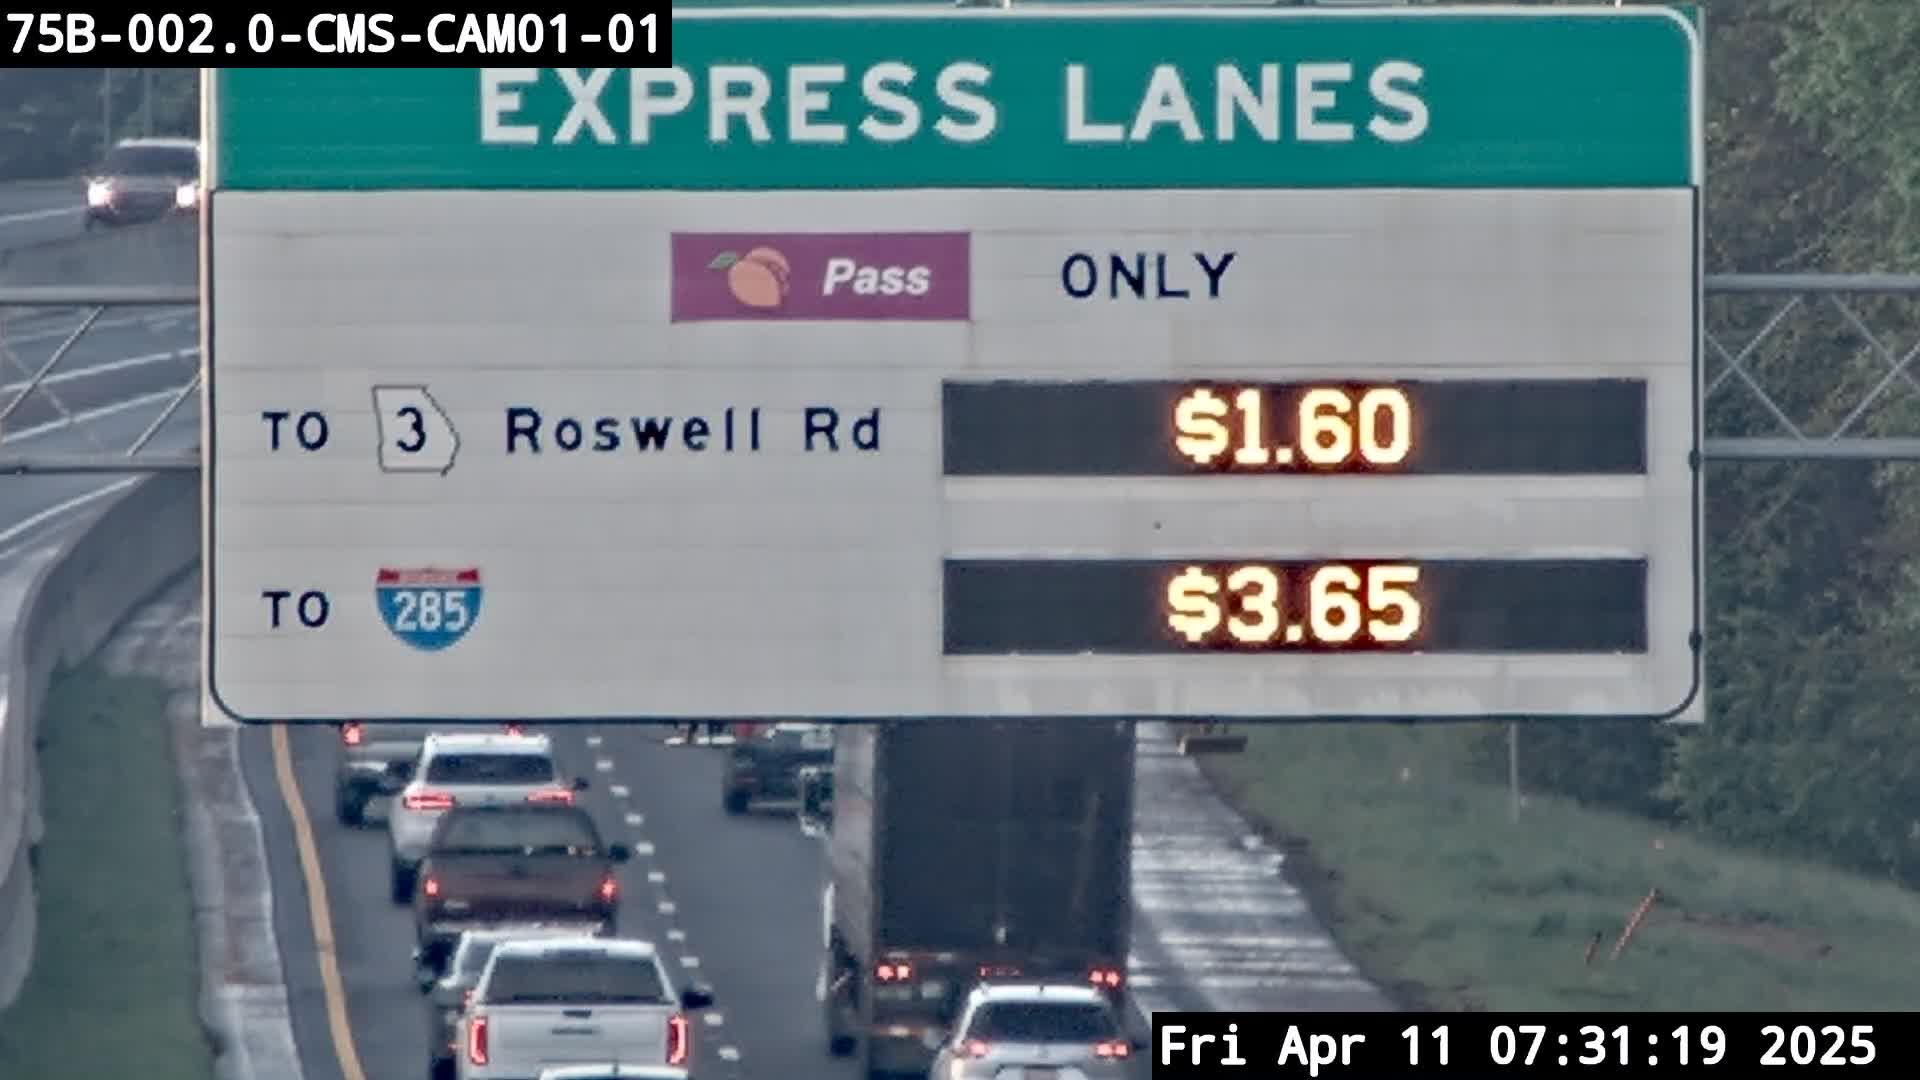 75B-002.0-CMS-CAM01-01
EXPRESS LANES
Pass ONLY
TO 3 Roswell Rd $1.60
TO 285 $3.65
Fri Apr 11 07:31:19 2025